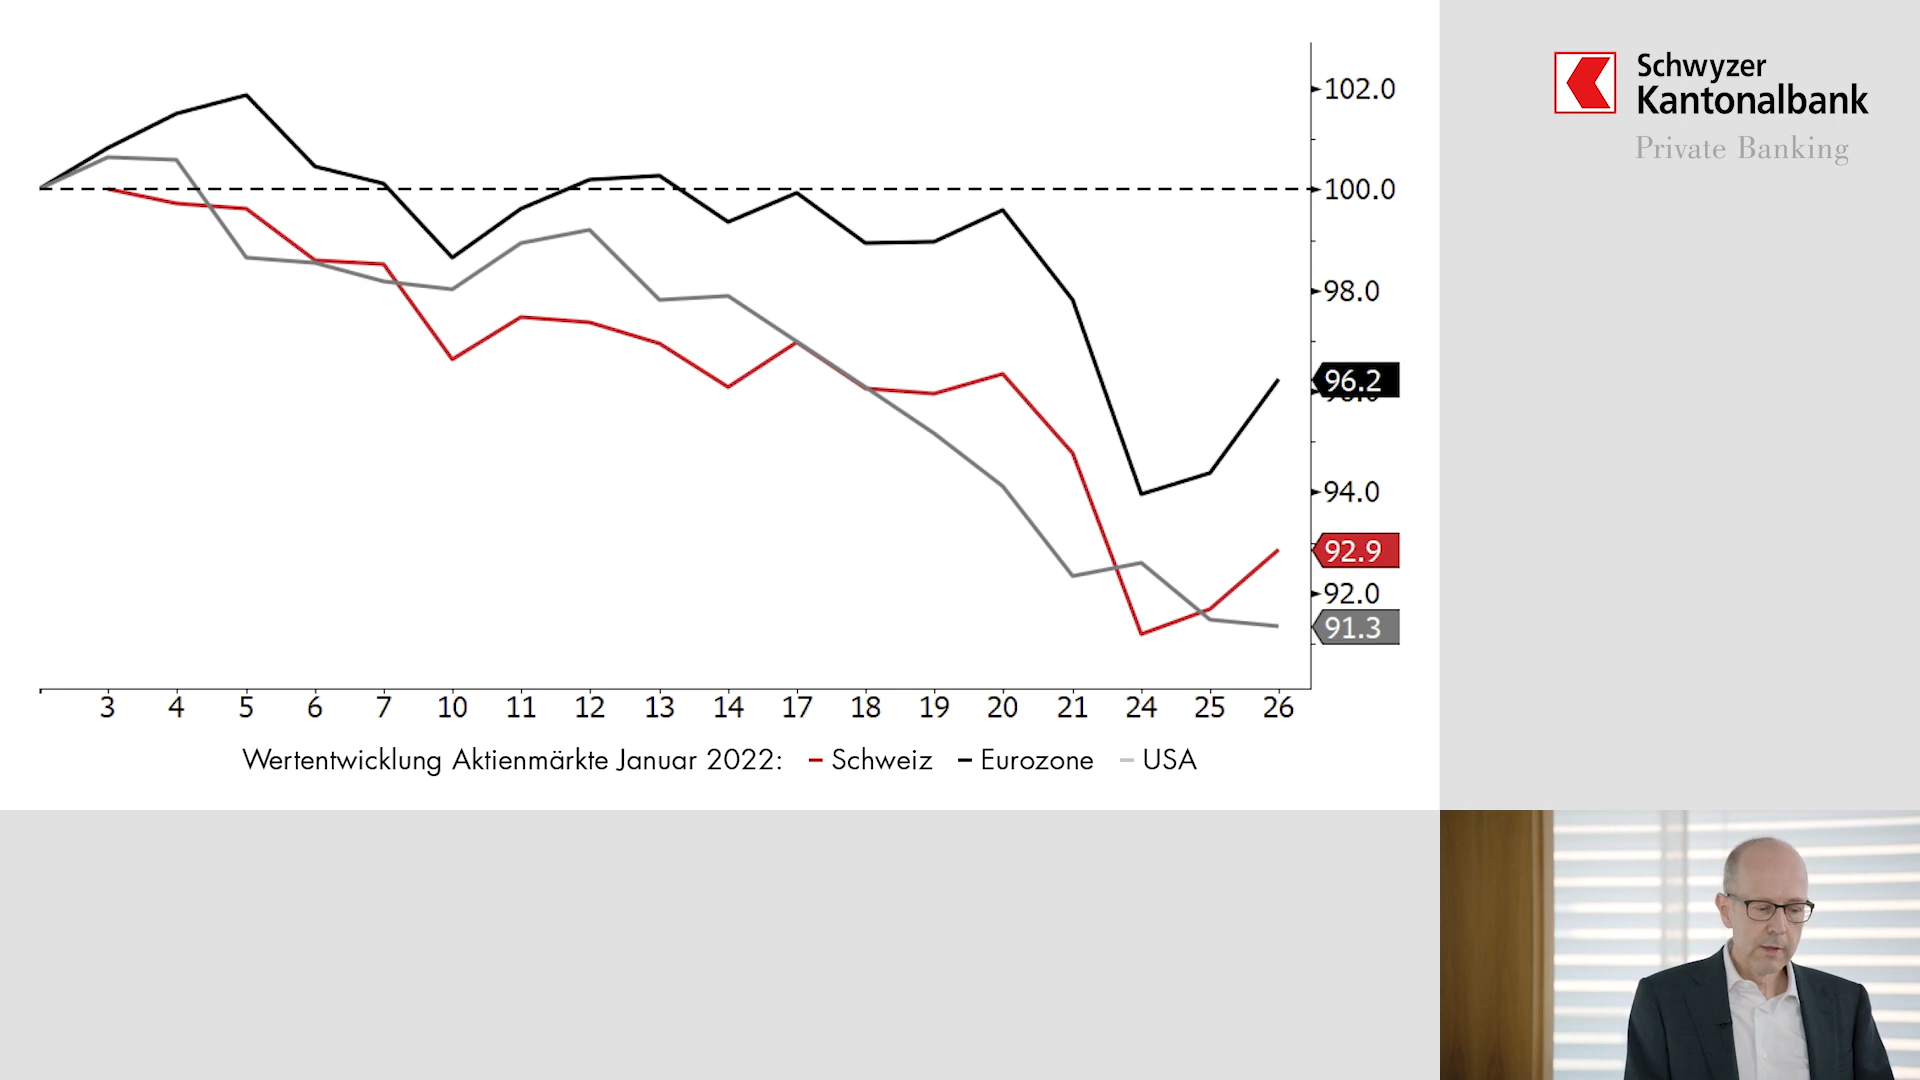 Schwyzer
Kantonalbank
Private Banking
102.0
100.0
98.0
96.2
94.0
92.9
92.0
91.3
3 4 5 6 7 10 11 12 13 14 17 18 19 20 21 24 25 26
Wertentwicklung Aktienmärkte Januar 2022: Schweiz Eurozone USA